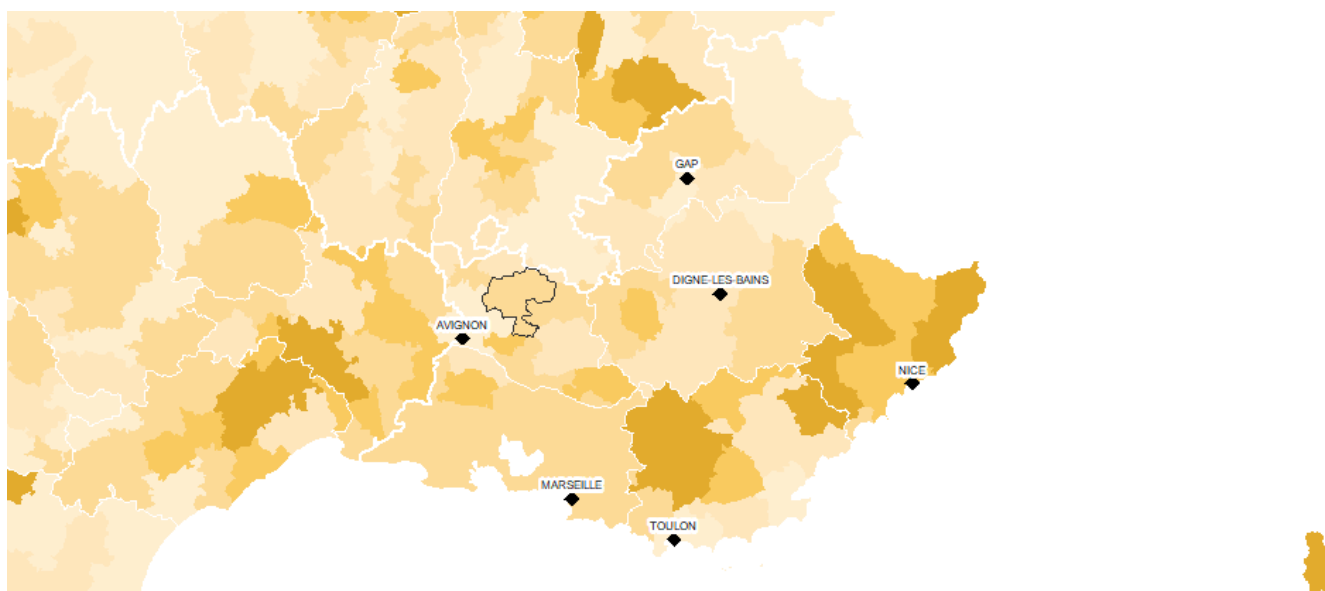 GAP
DIGNE-LES-BAINS
AVIGNON
NICE
MARSEILLE
TOULON